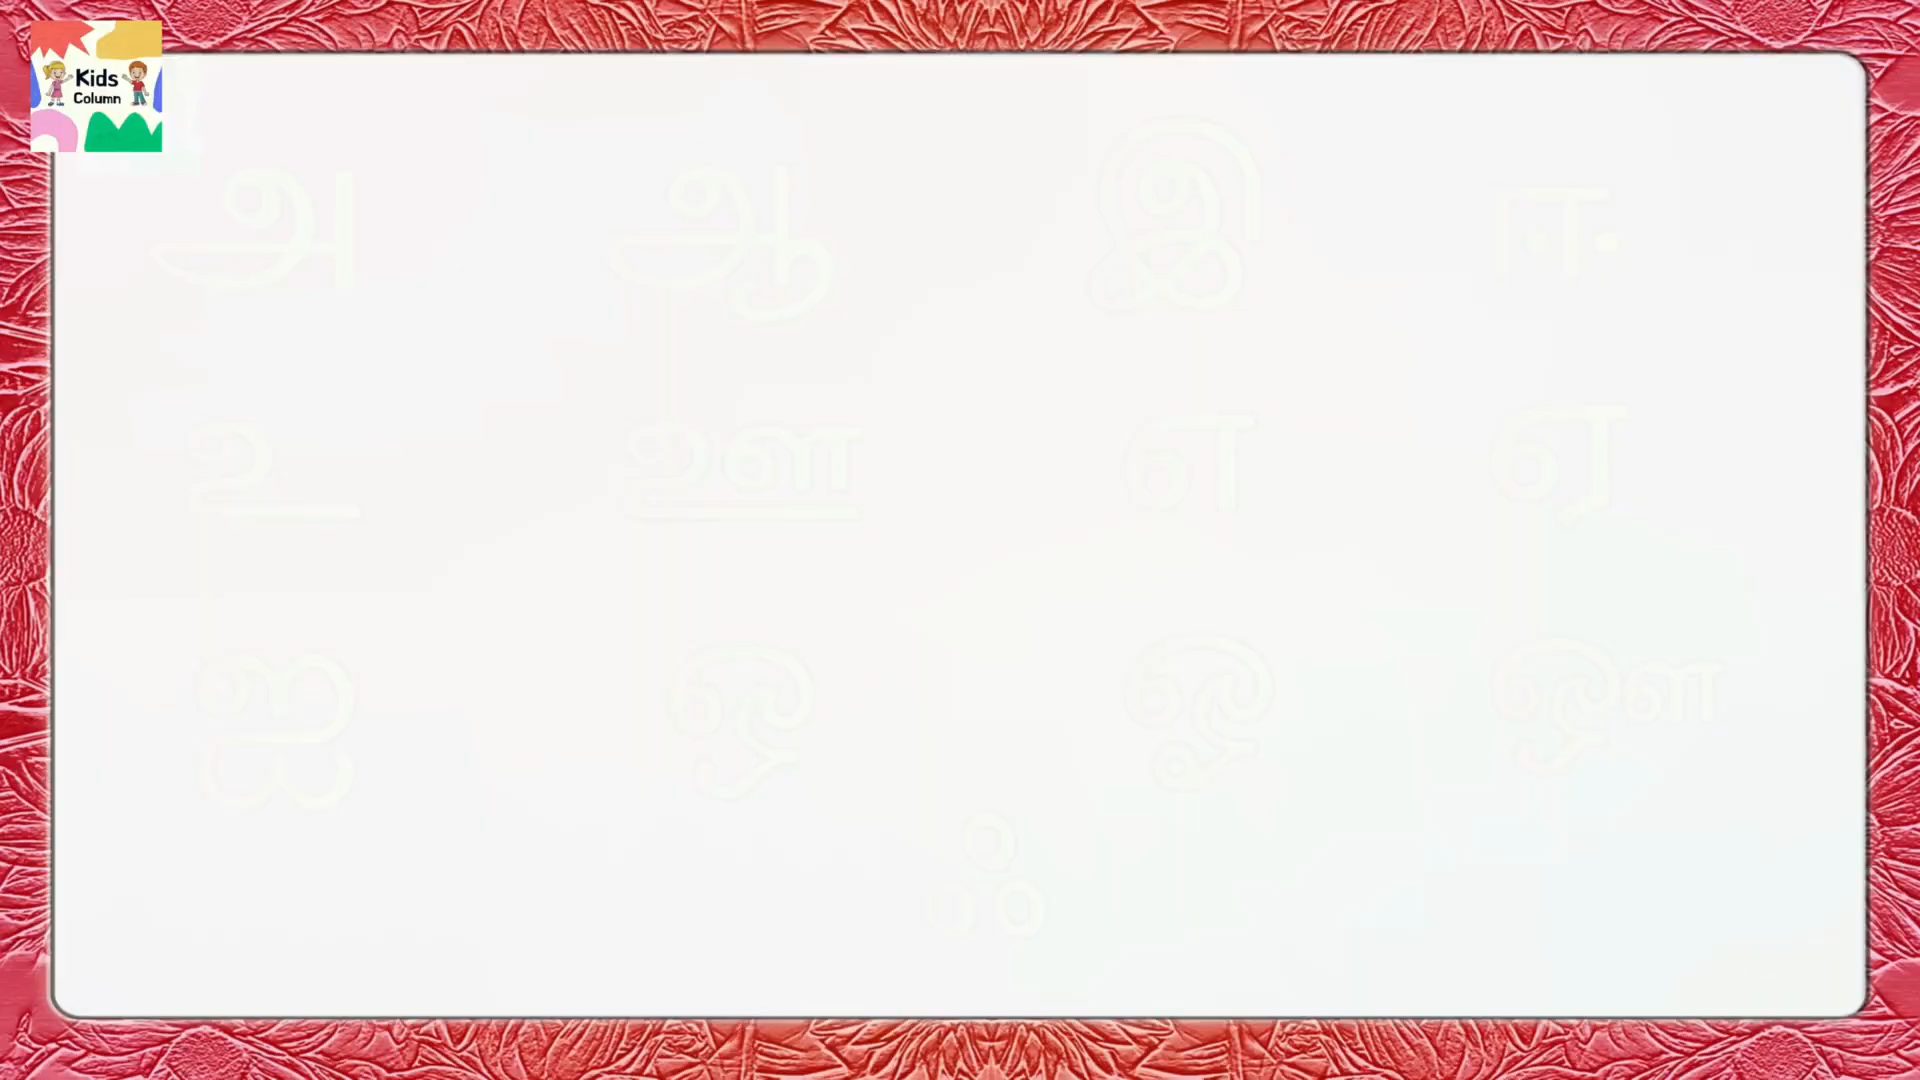 Kids
Column
அ ஆ இ ஈ
உ ஊ எ ஏ
ஐ ஒ ஓ ஔ
ஃ